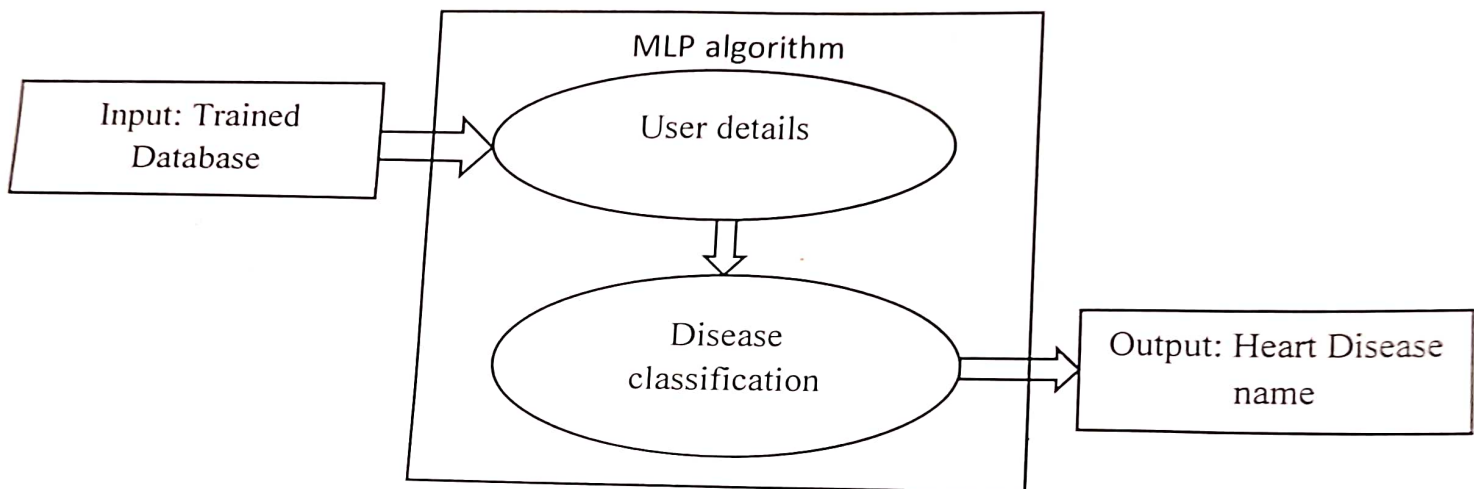 MLP algorithm
Input: Trained
Database
User details
Disease
classification
Output: Heart Disease
name